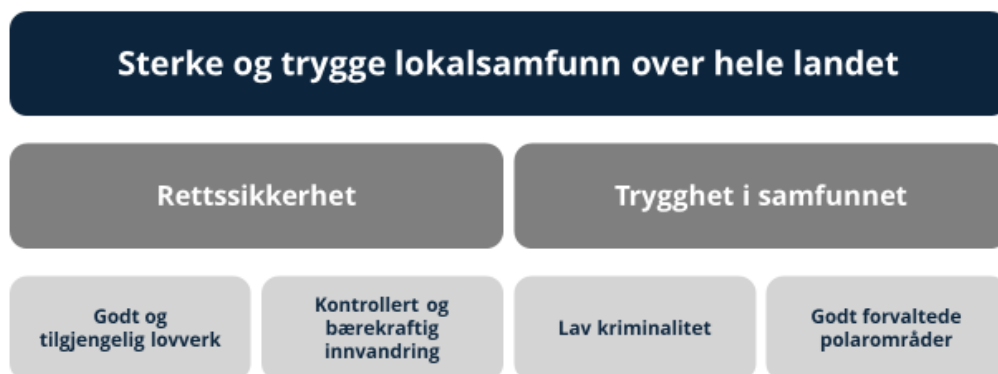 Sterke og trygge lokalsamfunn over hele landet
Rettssikkerhet
Trygghet i samfunnet
Godt og
tilgjengelig lovverk
Kontrollert og
bærekraftig
innvandring
Lav kriminalitet
Godt forvaltede
polarområder